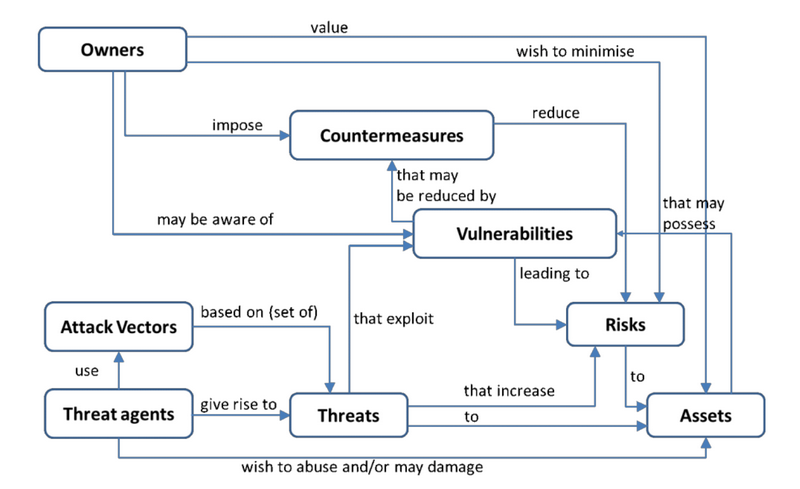 value
Owners
wish to minimise
reduce
impose
Countermeasures
that may
be reduced by
that may
possess
may be aware of
Vulnerabilities
leading to
based on (set of)
Attack Vectors
that exploit
Risks
use
to
that increase
give rise to
Threat agents
Threats
to
Assets
wish to abuse and/or may damage